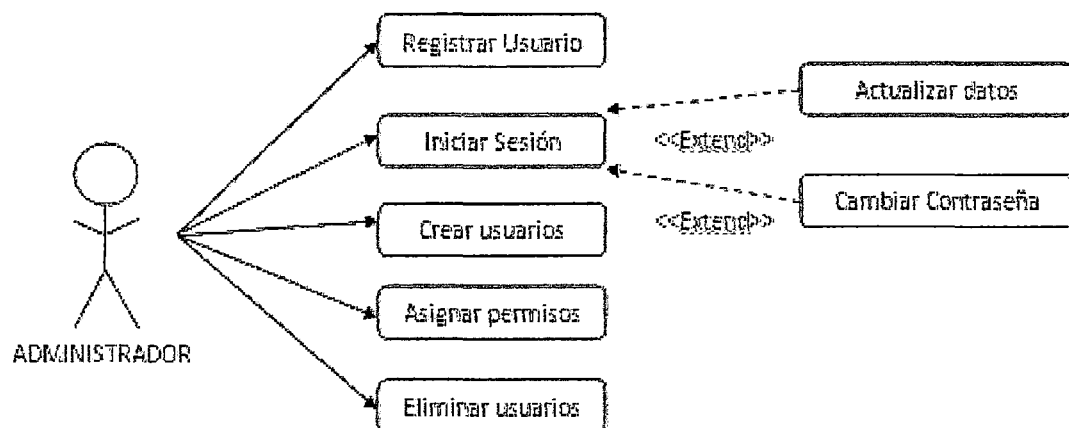 Registrar Usuario
Actualizar datos
Iniciar Sesión
<<Extend>>
Cambiar Contraseña
<<Extend>>
Crear usuarios
Asignar permisos
ADMINISTRADOR
Eliminar usuarios